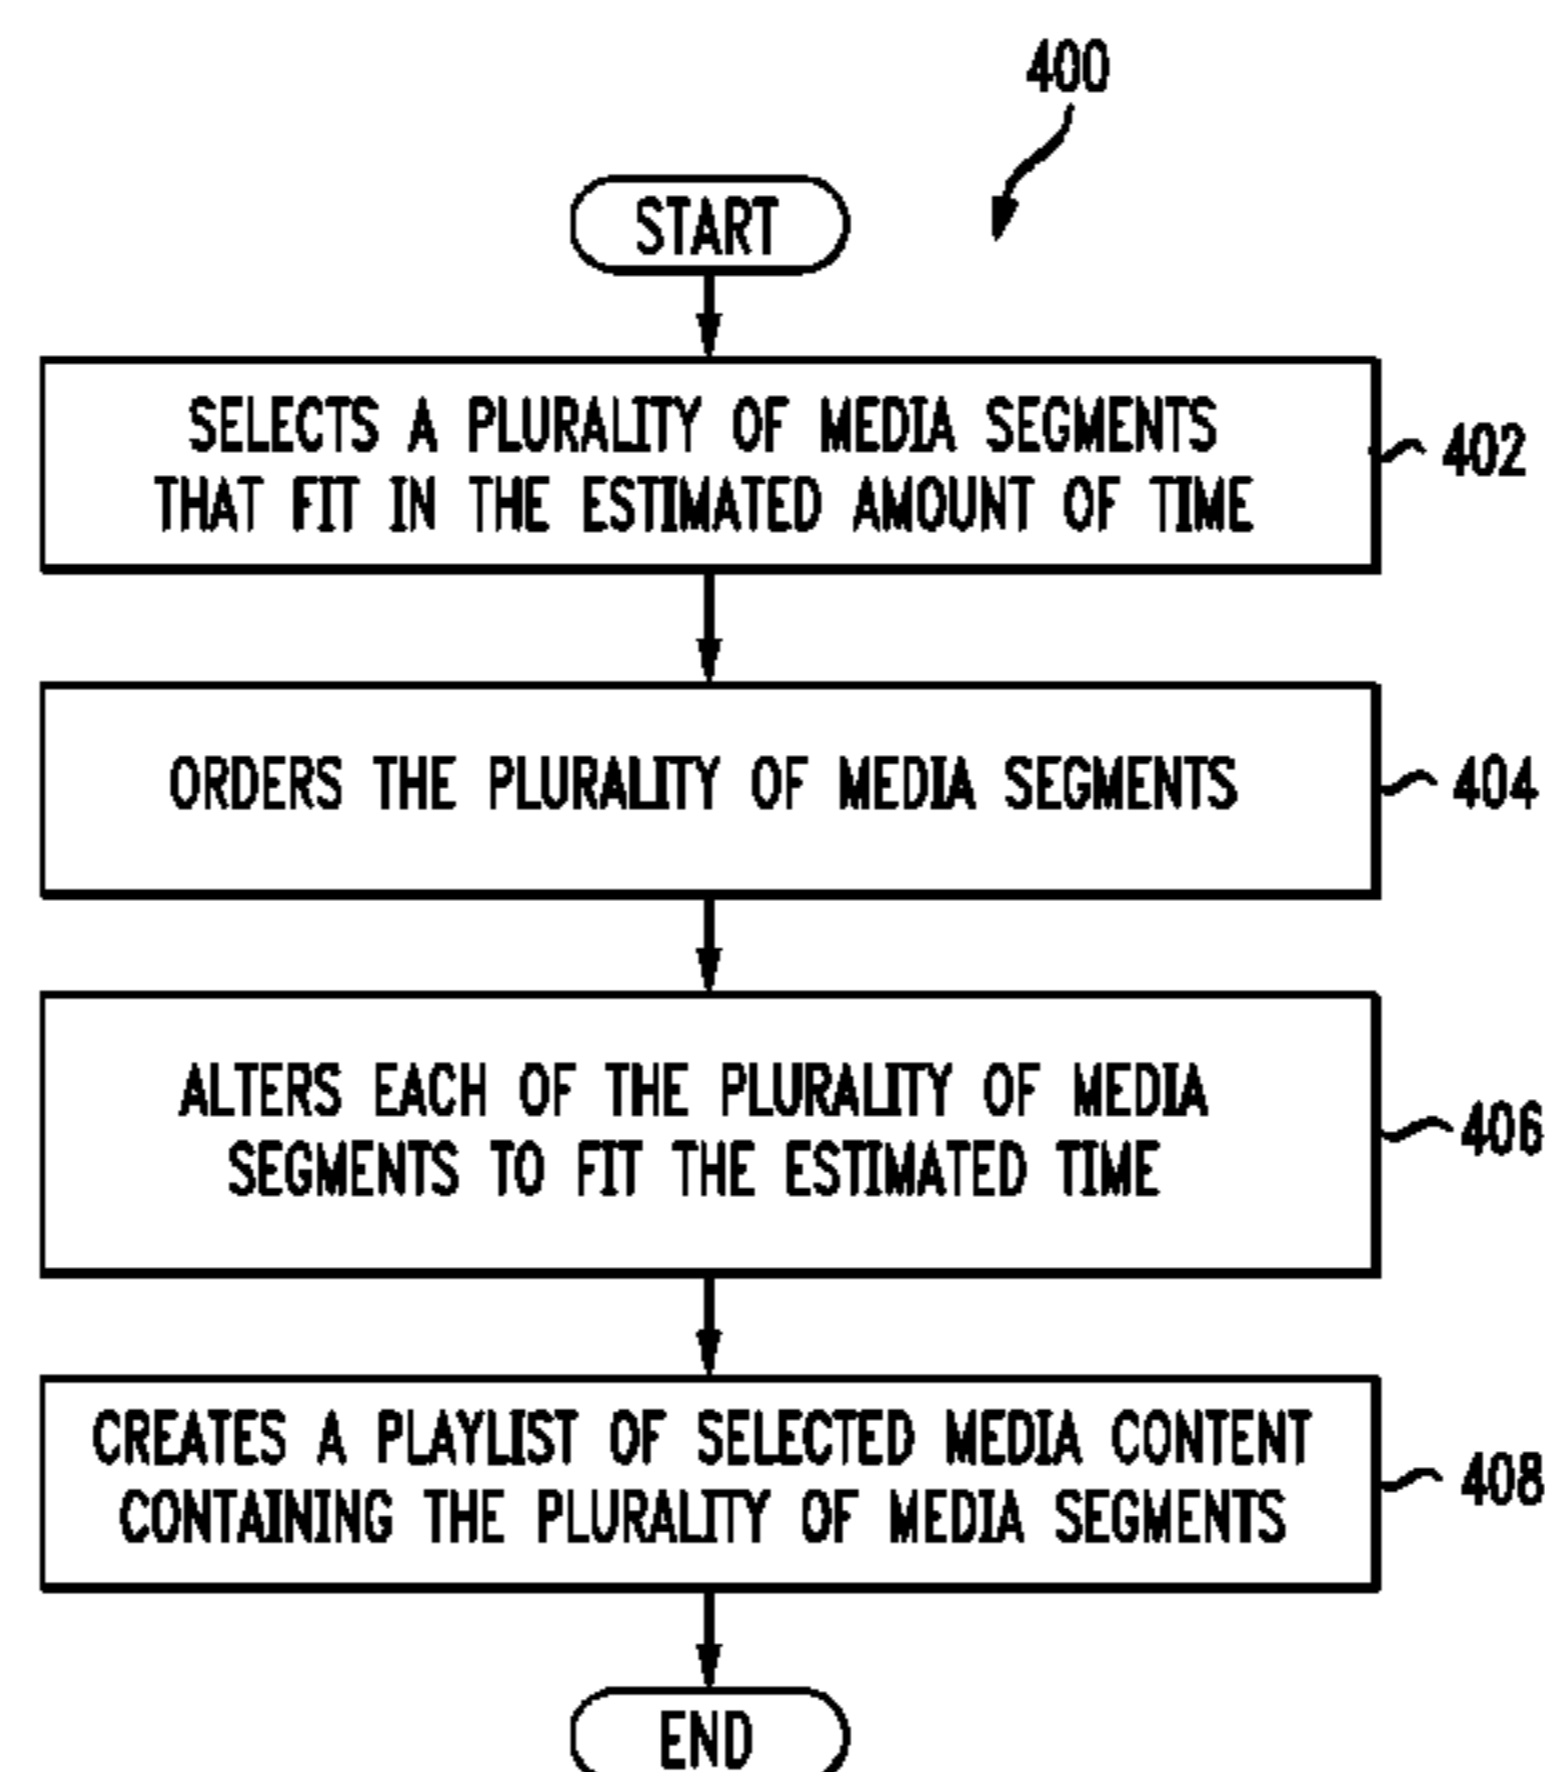 400
START
SELECTS A PLURALITY OF MEDIA SEGMENTS
THAT FIT IN THE ESTIMATED AMOUNT OF TIME
402
ORDERS THE PLURALITY OF MEDIA SEGMENTS
404
ALTERS EACH OF THE PLURALITY OF MEDIA
SEGMENTS TO FIT THE ESTIMATED TIME
406
CREATES A PLAYLIST OF SELECTED MEDIA CONTENT
CONTAINING THE PLURALITY OF MEDIA SEGMENTS
408
END